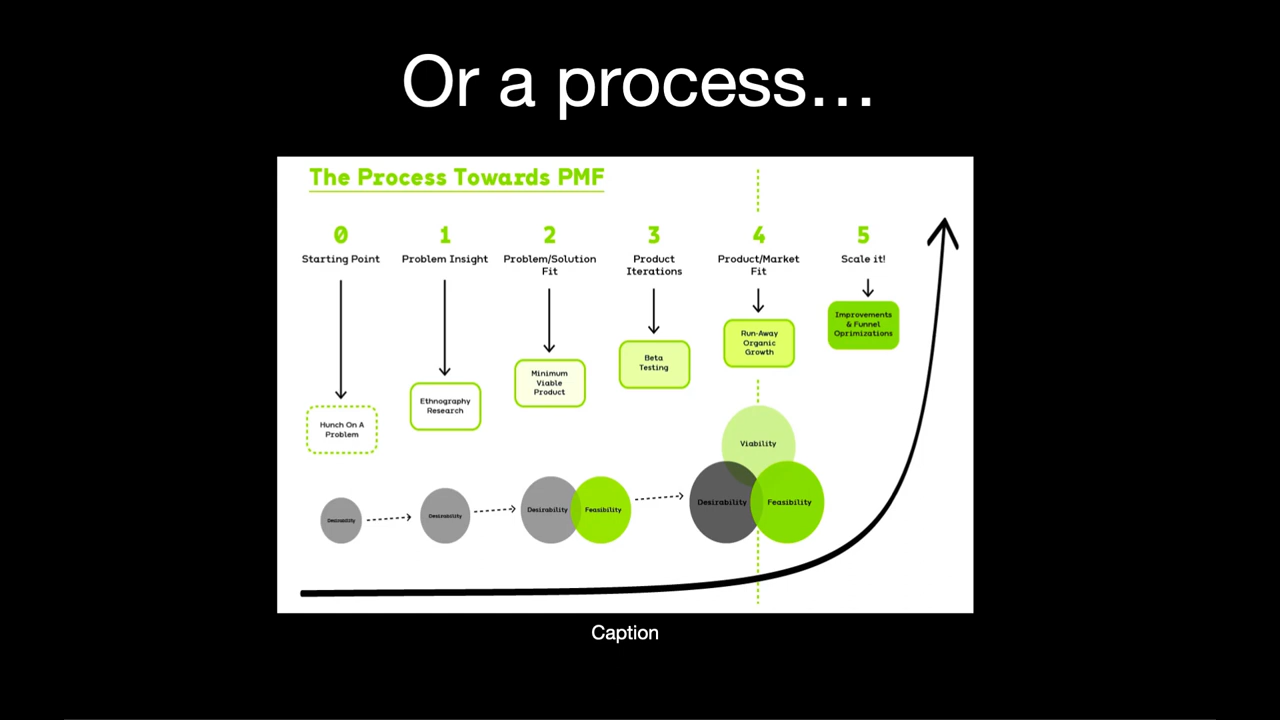 Or a process…
The Process Towards PMF
0
1
2
3
4
5
Starting Point
Problem Insight
Problem/Solution
Fit
Product
Iterations
Product/Market
Fit
Scale it!
Hunch On A
Problem
Ethnography
Research
Minimum
Viable
Product
Beta
Testing
Run-Away
Organic
Growth
Improvements
& Funnel
Oprimizations
Desirability
Desirability
Desirability
Feasibility
Viability
Desirability
Feasibility
Caption